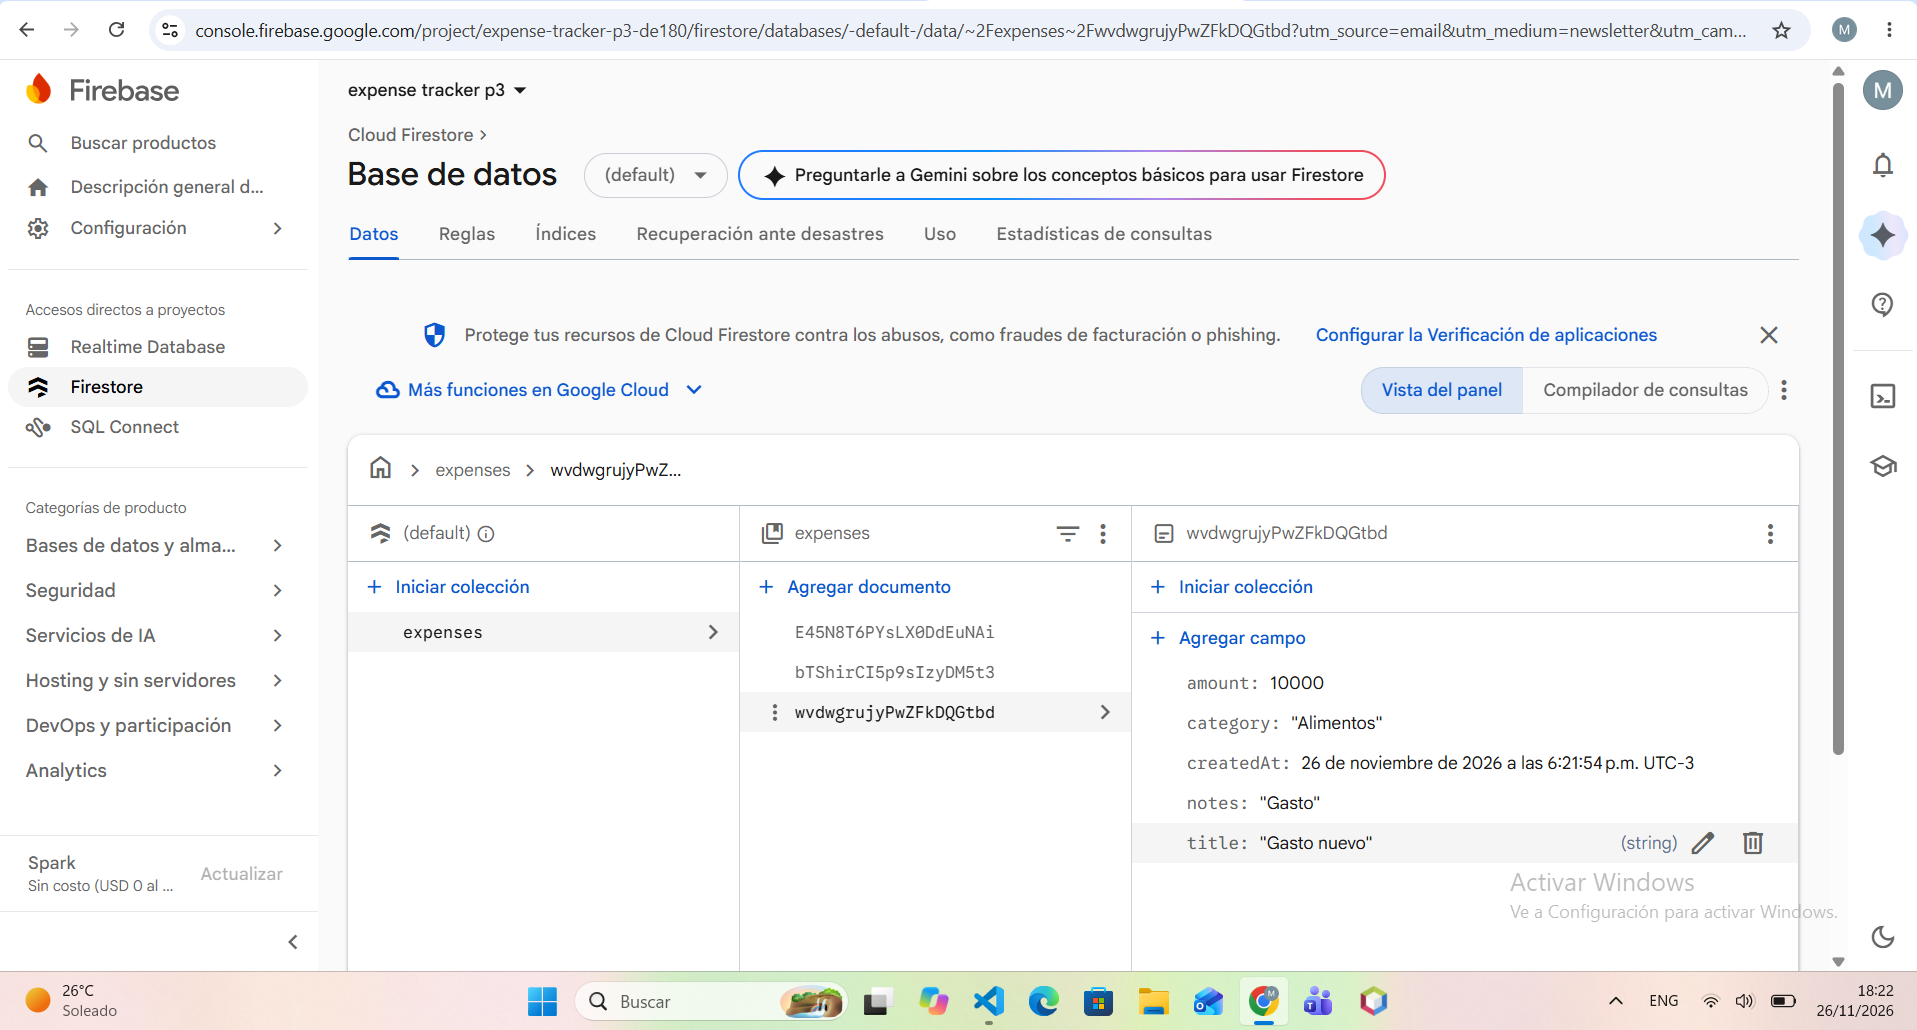 console.firebase.google.com/project/expense-tracker-p3-de180/firestore/databases/-default-/data/~2Fexpenses~2FwvdwgrujyPwZFkDQGtbd?utm_source=email&utm_medium=newsletter&utm_cam...
M
Firebase
Buscar productos
Descripción general d...
Configuración
Accesos directos a proyectos
Realtime Database
Firestore
SQL Connect
Categorías de producto
Bases de datos y alma...
Seguridad
Servicios de IA
Hosting y sin servidores
DevOps y participación
Analytics
Spark
Sin costo (USD 0 al ...
Actualizar
expense tracker p3
Cloud Firestore
Base de datos
(default)
Preguntarle a Gemini sobre los conceptos básicos para usar Firestore
Datos Reglas Índices Recuperación ante desastres Uso Estadísticas de consultas
Protege tus recursos de Cloud Firestore contra los abusos, como fraudes de facturación o phishing. Configurar la Verificación de aplicaciones
Más funciones en Google Cloud
Vista del panel Compilador de consultas
expenses wvdwgrujyPwZ...
(default)
+ Iniciar colección
expenses
expenses
+ Agregar documento
E45N8T6PYsLX0DdEuNAi
bTShirCI5p9sIzyDM5t3
wvdwgrujyPwZFkDQGtbd
wvdwgrujyPwZFkDQGtbd
+ Iniciar colección
+ Agregar campo
amount: 10000
category: "Alimentos"
createdAt: 26 de noviembre de 2026 a las 6:21:54 p.m. UTC-3
notes: "Gasto"
title: "Gasto nuevo" (string)
M
Activar Windows
Ve a Configuración para activar Windows.
26°C
Soleado
Buscar
ENG
18:22
26/11/2026